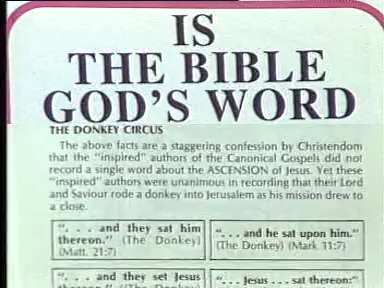 IS
THE BIBLE
GOD'S WORD
THE DONKEY CIRCUS
The above facts are a staggering confession by Christendom
that the "inspired" authors of the Canonical Gospels did not
record a single word about the ASCENSION of Jesus. Yet these
"inspired" authors were unanimous in recording that their Lord
and Saviour rode a donkey into Jerusalem as his mission drew to
a close.
". . . and they sat him
thereon." (The Donkey)
(Matt. 21:7)
". . . and he sat upon him."
(The Donkey) (Mark 11:7)
". . . and they set Jesus
thereon." (The Donkey)
". . . Jesus . . . sat thereon:"